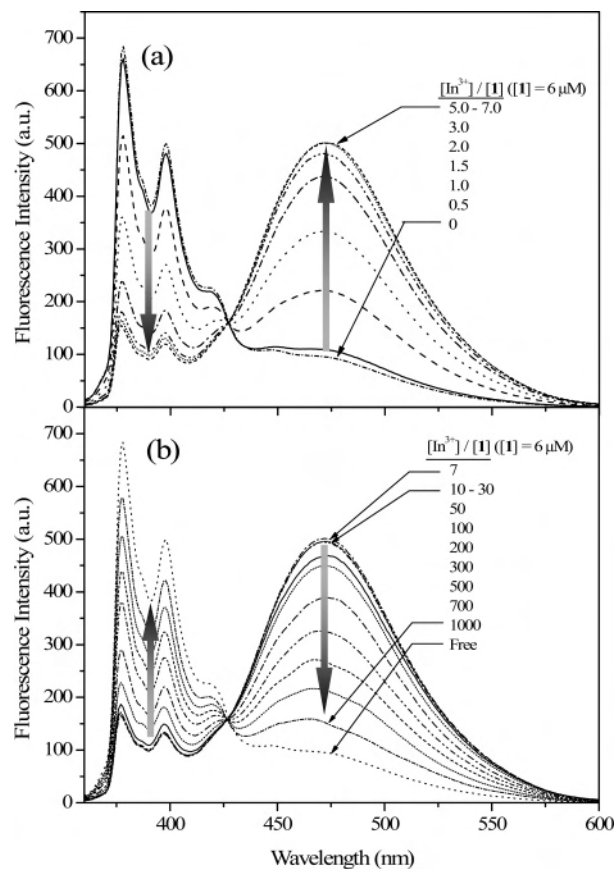 (a)
[In³⁺] / [1] ([1] = 6 μM)
5.0 - 7.0
3.0
2.0
1.5
1.0
0.5
0
700
600
500
400
300
200
100
0
Fluorescence Intensity (a.u.)
(b)
[In³⁺] / [1] ([1] = 6 μM)
7
10 - 30
50
100
200
300
500
700
1000
Free
700
600
500
400
300
200
100
0
Fluorescence Intensity (a.u.)
400 450 500 550 600
Wavelength (nm)